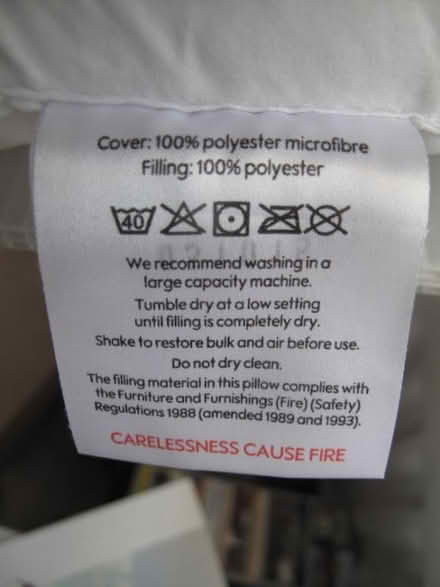 Cover: 100% polyester microfibre
Filling: 100% polyester
40
We recommend washing in a
large capacity machine.
Tumble dry at a low setting
until filling is completely dry.
Shake to restore bulk and air before use.
Do not dry clean.
The filling material in this pillow complies with
the Furniture and Furnishings (Fire) (Safety)
Regulations 1988 (amended 1989 and 1993).
CARELESSNESS CAUSE FIRE